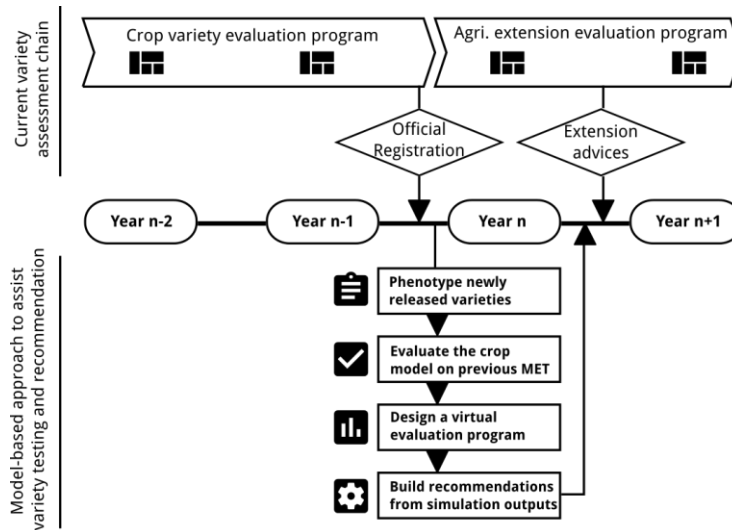 Current variety
assessment chain
Crop variety evaluation program
Agri. extension evaluation program
Official
Registration
Extension
advices
Year n-2
Year n-1
Year n
Year n+1
Model-based approach to assist
variety testing and recommendation
Phenotype newly
released varieties
Evaluate the crop
model on previous MET
Design a virtual
evaluation program
Build recommendations
from simulation outputs